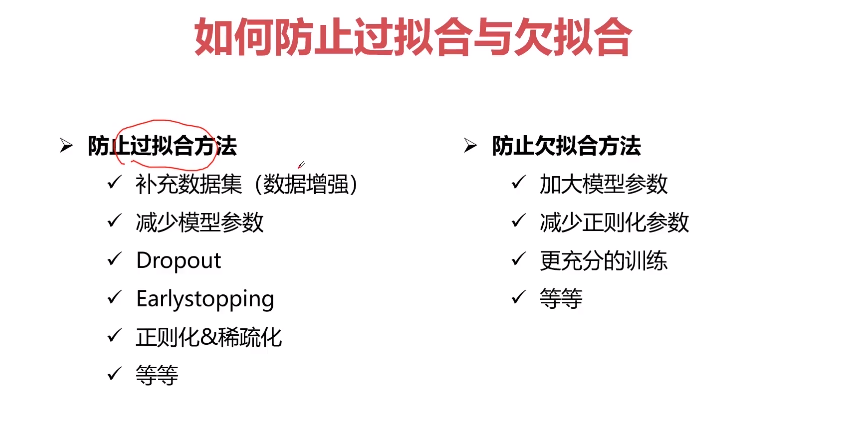 如何防止过拟合与欠拟合
防止过拟合方法
补充数据集（数据增强）
减少模型参数
Dropout
Earlystopping
正则化&稀疏化
等等
防止欠拟合方法
加大模型参数
减少正则化参数
更充分的训练
等等